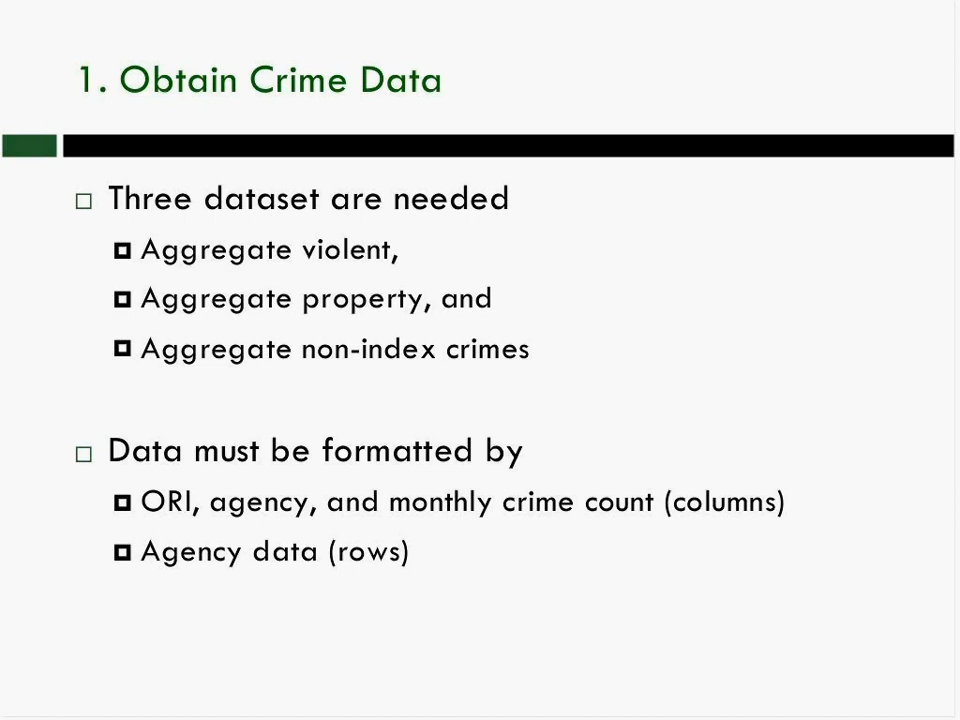 1. Obtain Crime Data
Three dataset are needed
Aggregate violent,
Aggregate property, and
Aggregate non-index crimes
Data must be formatted by
ORI, agency, and monthly crime count (columns)
Agency data (rows)